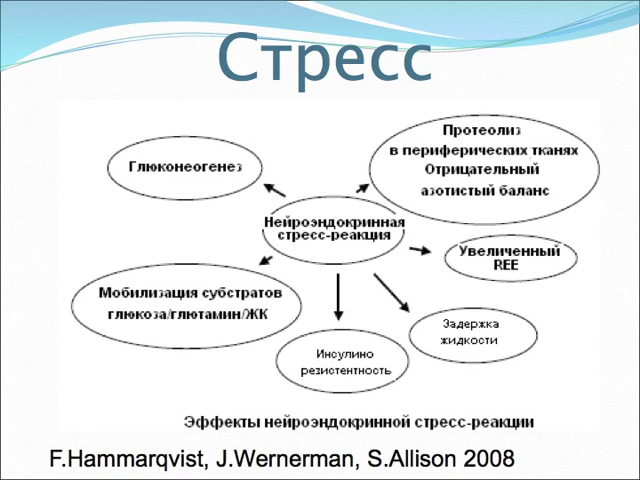 Стресс
Протеолиз
в периферических тканях
Отрицательный
азотистый баланс
Глюконеогенез
Нейроэндокринная
стресс-реакция
Увеличенный
REE
Мобилизация субстратов
глюкоза/глютамин/ЖК
Задержка
жидкости
Инсулино
резистентность
Эффекты нейроэндокринной стресс-реакции
F.Hammarqvist, J.Wernerman, S.Allison 2008